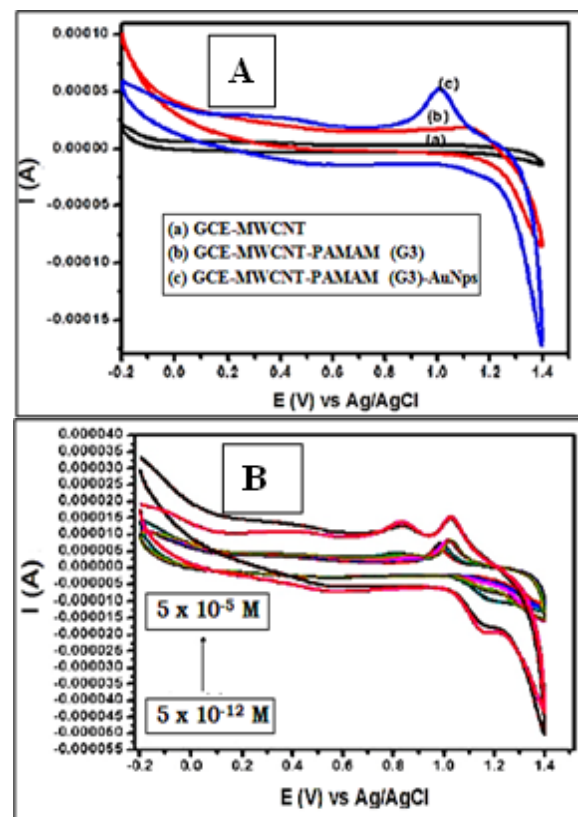 A
0.00010
0.00005
0.00000
-0.00005
-0.00010
-0.00015
I (A)
(c)
(b)
(a)
(a) GCE-MWCNT
(b) GCE-MWCNT-PAMAM (G3)
(c) GCE-MWCNT-PAMAM (G3)-AuNps
-0.2 0.0 0.2 0.4 0.6 0.8 1.0 1.2 1.4
E (V) vs Ag/AgCl
B
0.000040
0.000035
0.000030
0.000025
0.000020
0.000015
0.000010
0.000005
0.000000
-0.000005
-0.000010
-0.000015
-0.000020
-0.000025
-0.000030
-0.000035
-0.000040
-0.000045
-0.000050
-0.000055
I (A)
5 x 10⁻⁵ M
5 x 10⁻¹² M
-0.2 0.0 0.2 0.4 0.6 0.8 1.0 1.2 1.4
E (V) vs Ag/AgCl